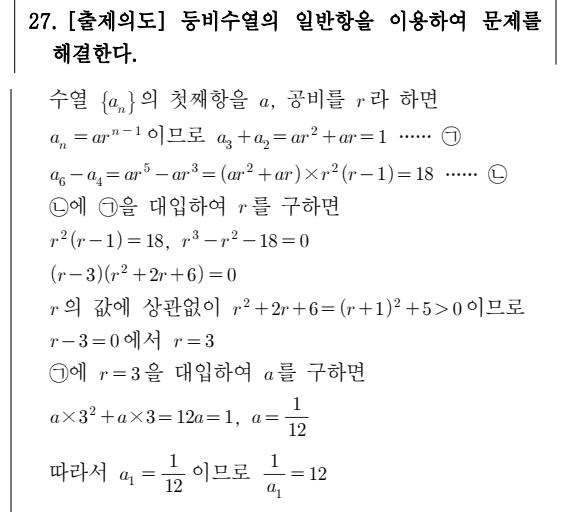 27. [출제의도] 등비수열의 일반항을 이용하여 문제를
해결한다.
수열 {aₙ}의 첫째항을 a, 공비를 r라 하면
aₙ=arⁿ⁻¹이므로 a₃+a₂=ar²+ar=1 …… ㉠
a₆-a₄=ar⁵-ar³=(ar²+ar)×r²(r-1)=18 …… ㉡
㉡에 ㉠을 대입하여 r를 구하면
r²(r-1)=18, r³-r²-18=0
(r-3)(r²+2r+6)=0
r의 값에 상관없이 r²+2r+6=(r+1)²+5>0이므로
r-3=0에서 r=3
㉠에 r=3을 대입하여 a를 구하면
a×3²+a×3=12a=1, a=1/12
따라서 a₁=1/12이므로 1/a₁=12